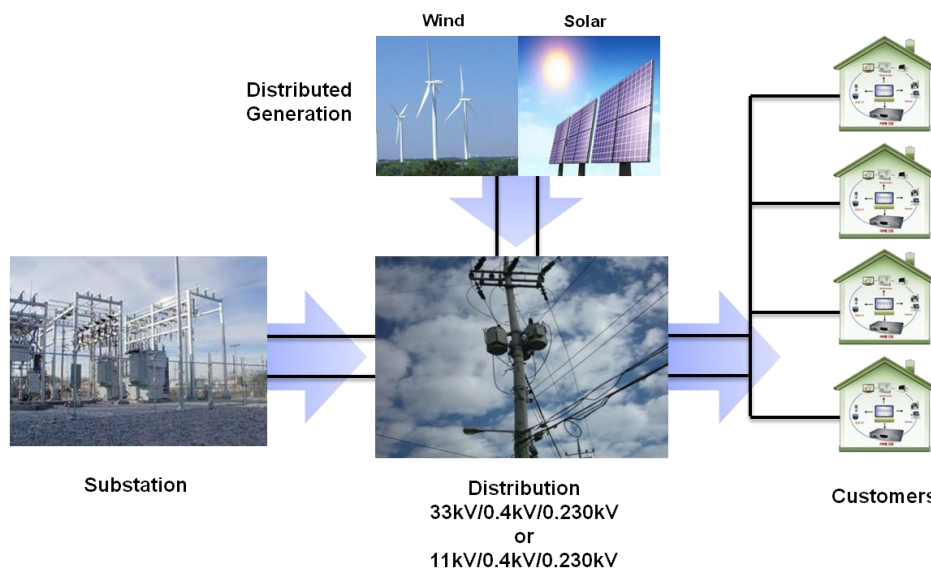 Wind
Solar
Distributed
Generation
Substation
Distribution
33kV/0.4kV/0.230kV
or
11kV/0.4kV/0.230kV
Customers